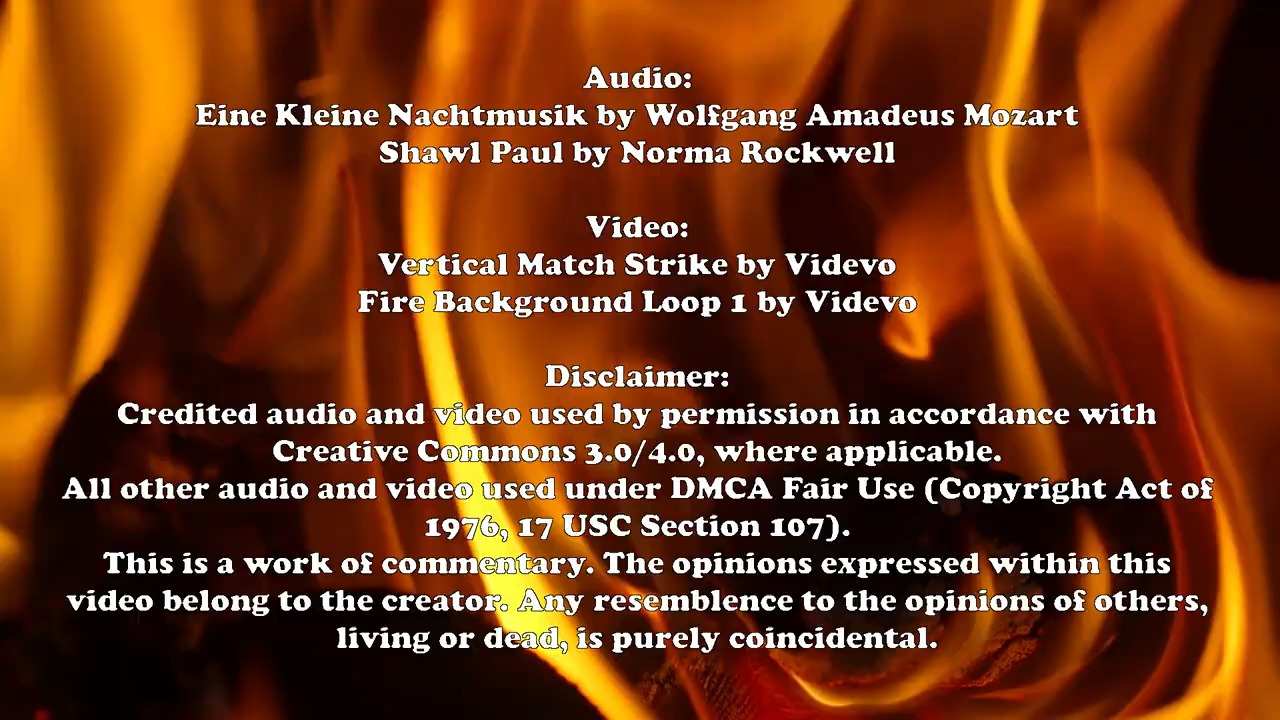 Audio:
Eine Kleine Nachtmusik by Wolfgang Amadeus Mozart
Shawl Paul by Norma Rockwell
Video:
Vertical Match Strike by Videvo
Fire Background Loop 1 by Videvo
Disclaimer:
Credited audio and video used by permission in accordance with
Creative Commons 3.0/4.0, where applicable.
All other audio and video used under DMCA Fair Use (Copyright Act of
1976, 17 USC Section 107).
This is a work of commentary. The opinions expressed within this
video belong to the creator. Any resemblence to the opinions of others,
living or dead, is purely coincidental.